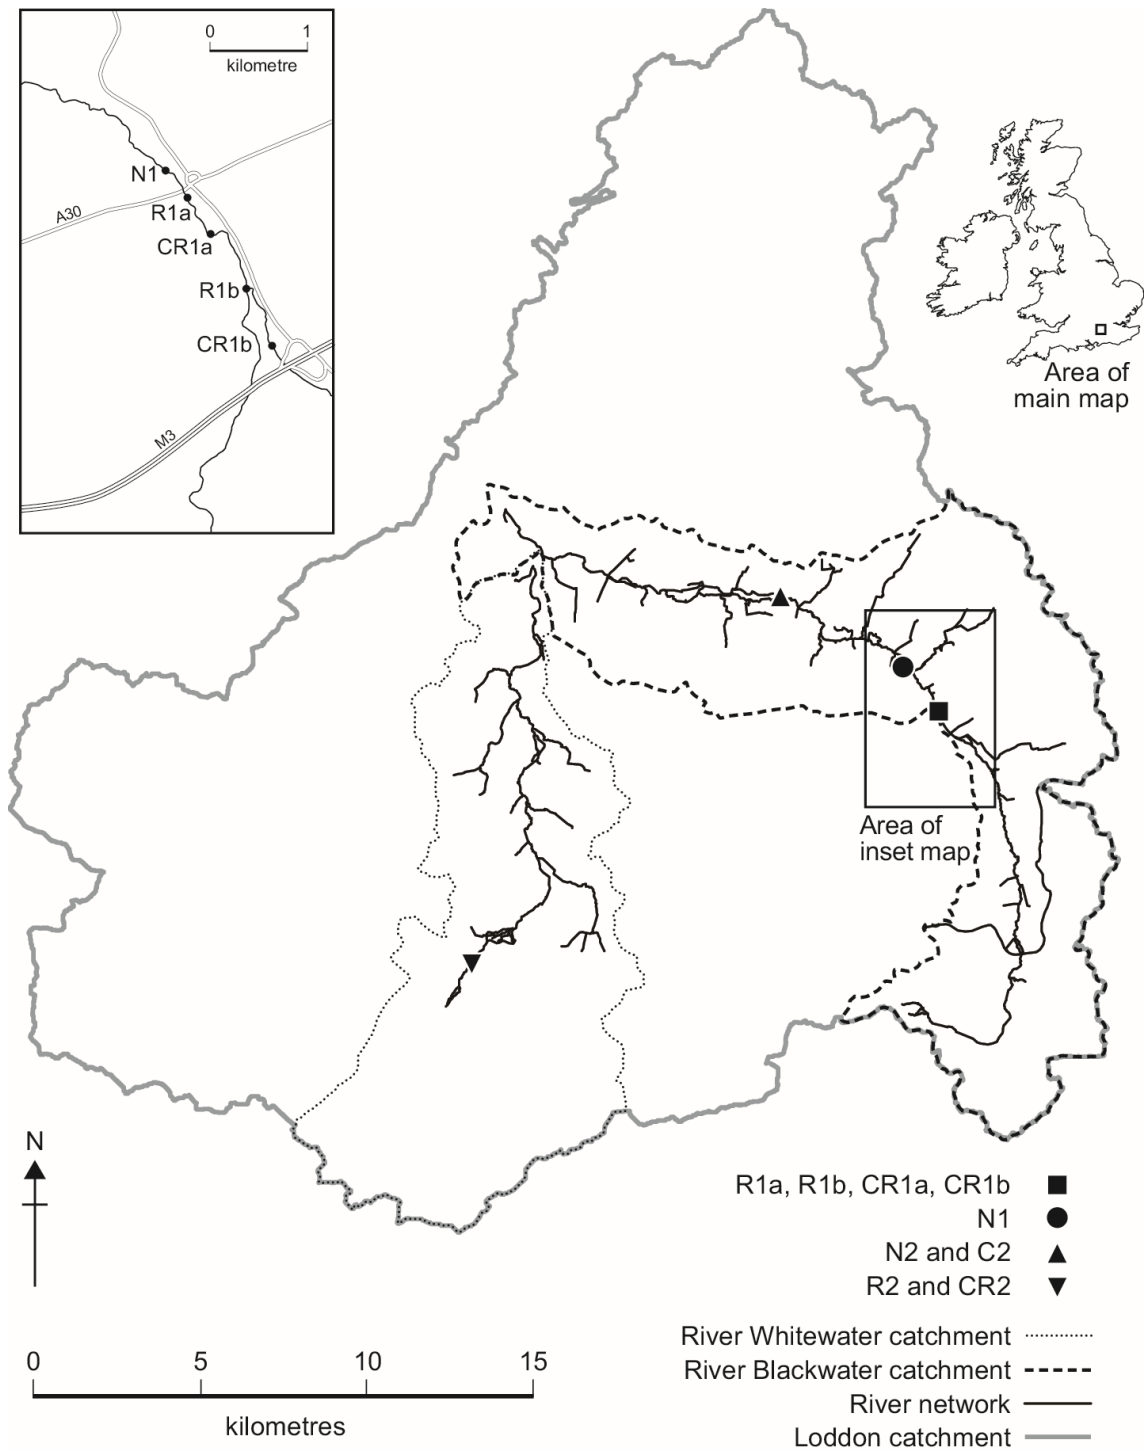 0 1
kilometre
N1
A30
R1a
CR1a
R1b
CR1b
M3
Area of
main map
Area of
inset map
N
R1a, R1b, CR1a, CR1b
N1
N2 and C2
R2 and CR2
River Whitewater catchment
River Blackwater catchment
River network
Loddon catchment
0 5 10 15
kilometres